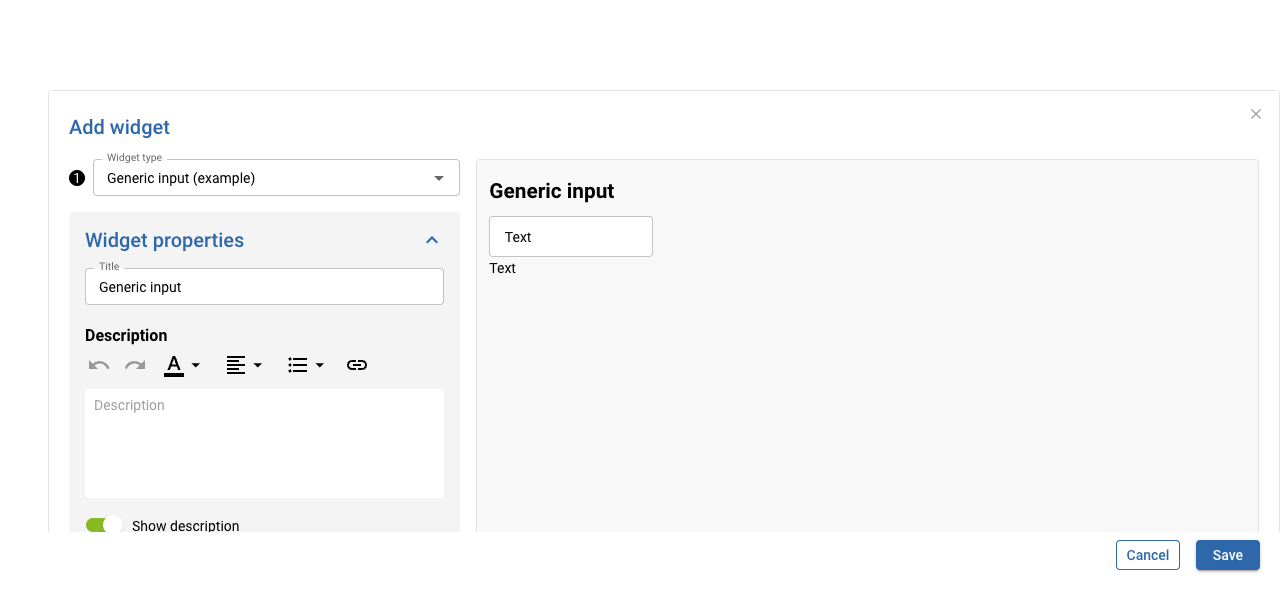 Add widget
Widget type
1 Generic input (example)
Widget properties
Title
Generic input
Description
A
Description
Show description
Generic input
Text
Text
Cancel
Save